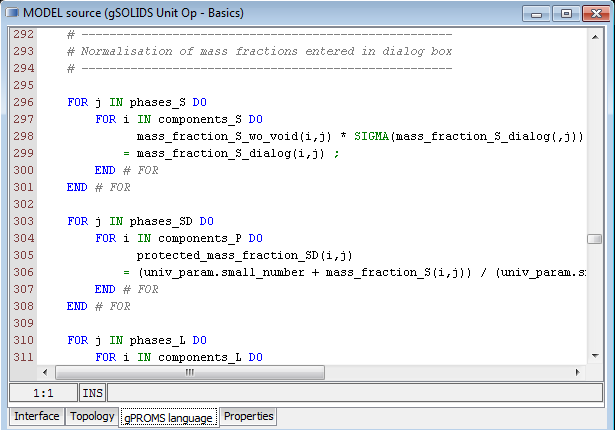 MODEL source (gSOLIDS Unit Op - Basics)
292 # ----------------------------------------------------
293 # Normalisation of mass fractions entered in dialog box
294 # ----------------------------------------------------
295
296 FOR j IN phases_S DO
297 FOR i IN components_S DO
298 mass_fraction_S_wo_void(i,j) * SIGMA(mass_fraction_S_dialog(,j))
299 = mass_fraction_S_dialog(i,j) ;
300 END # FOR
301 END # FOR
302
303 FOR j IN phases_SD DO
304 FOR i IN components_P DO
305 protected_mass_fraction_SD(i,j)
306 = (univ_param.small_number + mass_fraction_S(i,j)) / (univ_param.s
307 END # FOR
308 END # FOR
309
310 FOR j IN phases_L DO
311 FOR i IN components_L DO
1:1 INS
Interface Topology gPROMS language Properties